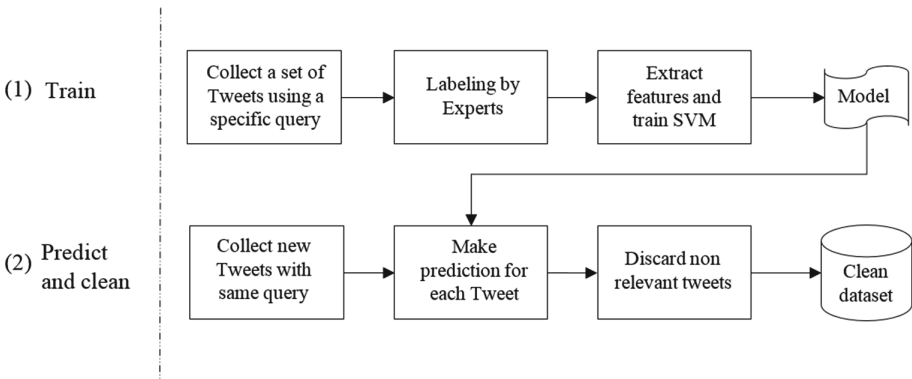 (1) Train
Collect a set of
Tweets using a
specific query
Labeling by
Experts
Extract
features and
train SVM
Model
(2) Predict
and clean
Collect new
Tweets with
same query
Make
prediction for
each Tweet
Discard non
relevant tweets
Clean
dataset